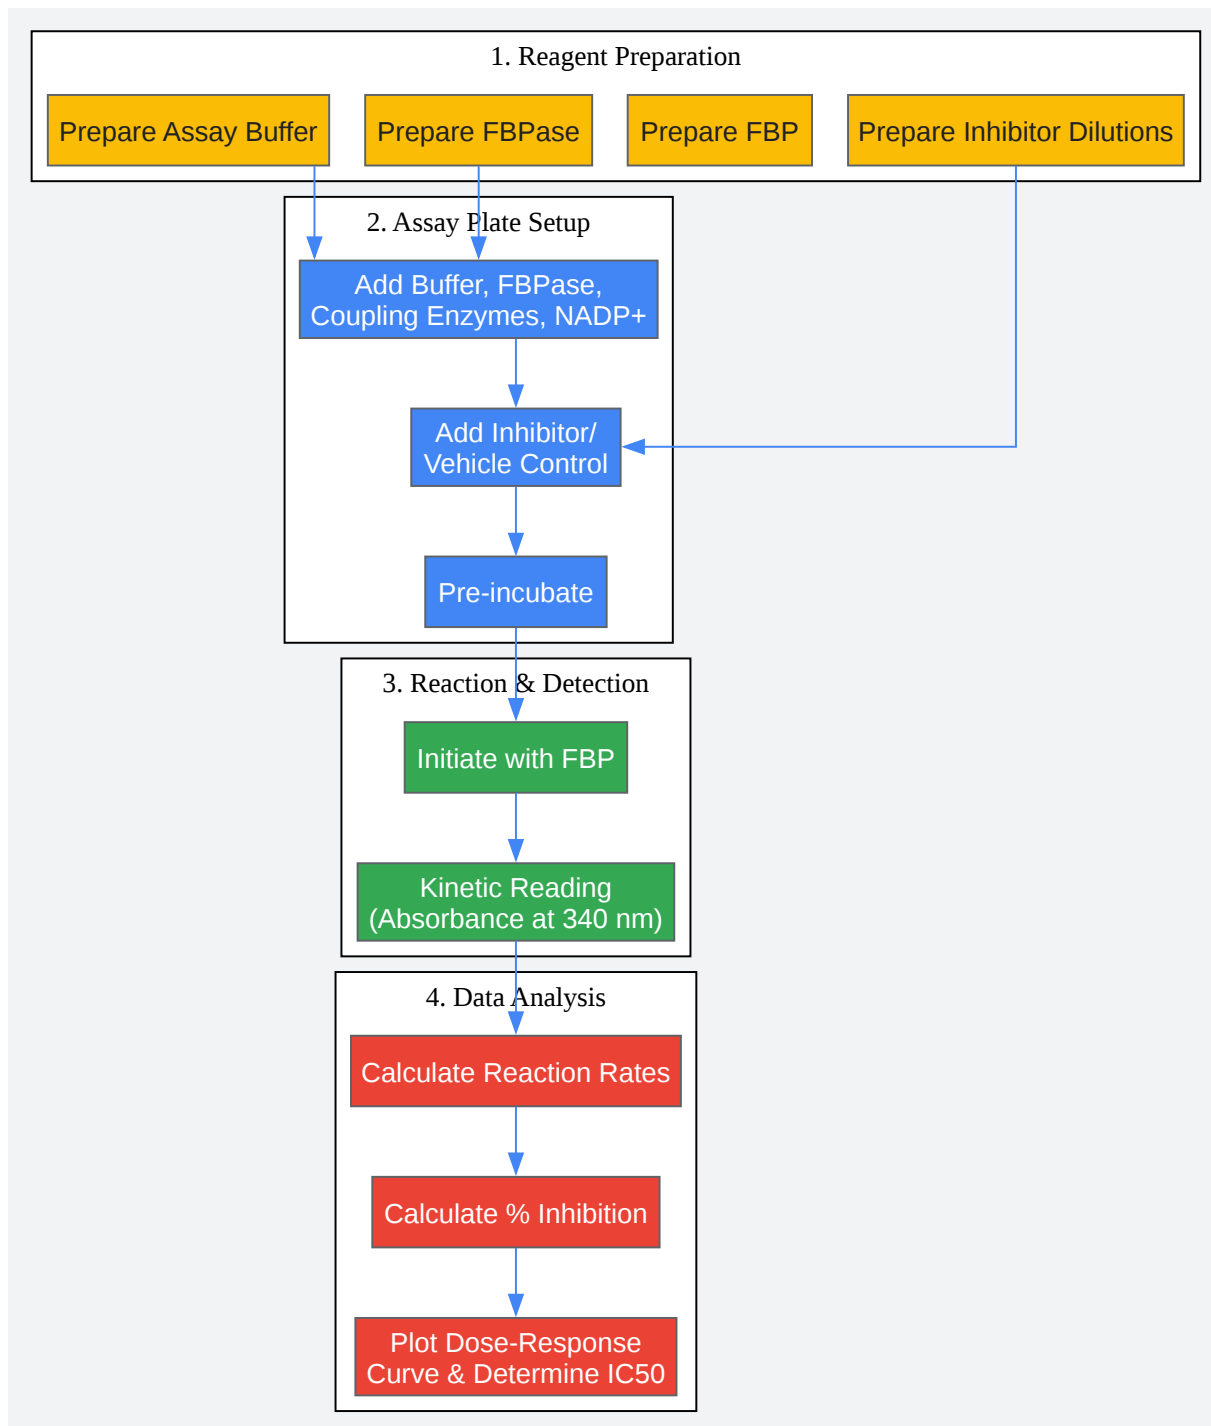 1. Reagent Preparation
Prepare Assay Buffer
Prepare FBPase
Prepare FBP
Prepare Inhibitor Dilutions
2. Assay Plate Setup
Add Buffer, FBPase,
Coupling Enzymes, NADP+
Add Inhibitor/
Vehicle Control
Pre-incubate
3. Reaction & Detection
Initiate with FBP
Kinetic Reading
(Absorbance at 340 nm)
4. Data Analysis
Calculate Reaction Rates
Calculate % Inhibition
Plot Dose-Response
Curve & Determine IC50